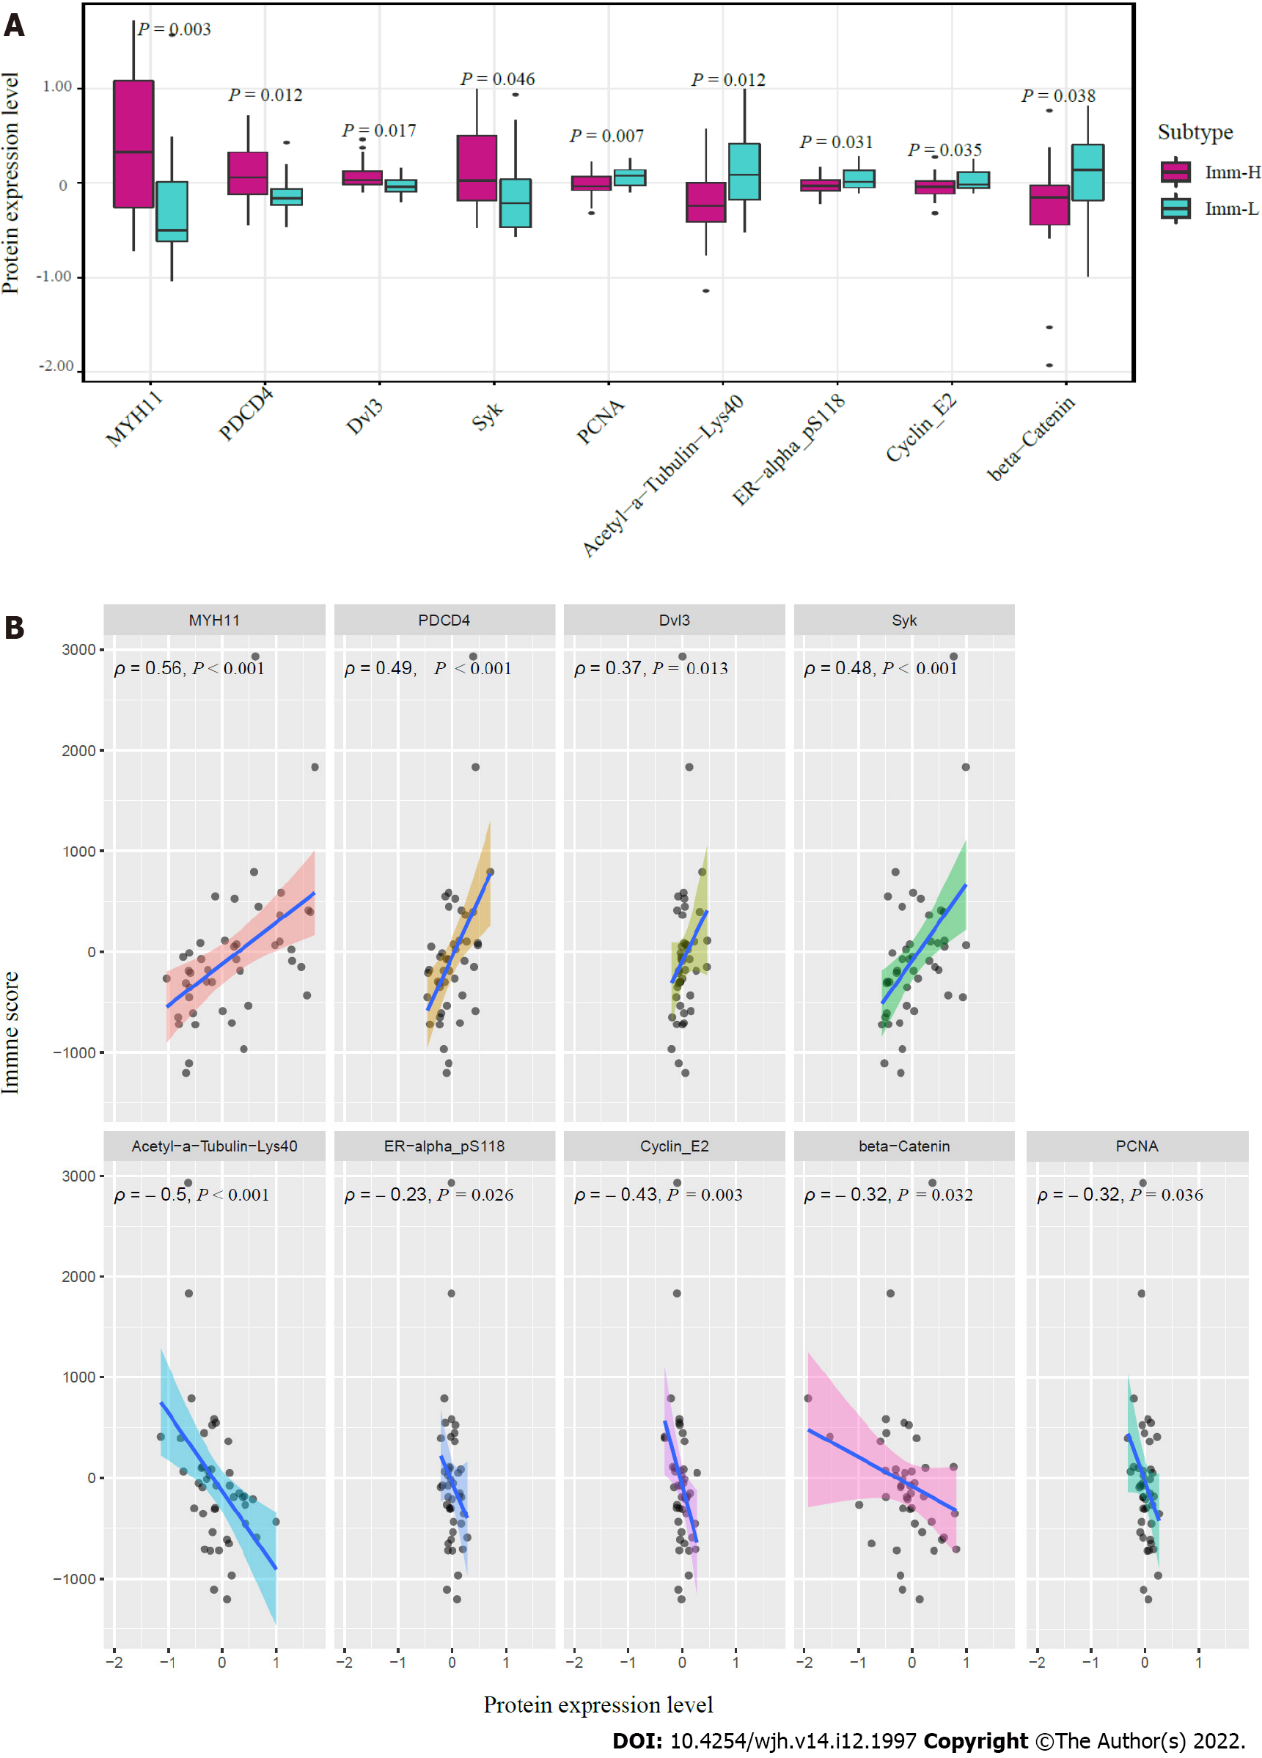 A
Protein expression level
1.00
0
-1.00
-2.00
P = 0.003
P = 0.012
P = 0.017
P = 0.046
P = 0.007
P = 0.012
P = 0.031
P = 0.035
P = 0.038
Subtype
Imm-H
Imm-L
MYH11
PDCD4
Dvl3
Syk
PCNA
Acetyl-a-Tubulin-Lys40
ER-alpha_pS118
Cyclin_E2
beta-Catenin
B
Immne score
MYH11 PDCD4 Dvl3 Syk
ρ = 0.56, P < 0.001
ρ = 0.49, P < 0.001
ρ = 0.37, P = 0.013
ρ = 0.48, P < 0.001
3000
2000
1000
0
−1000
Acetyl-a-Tubulin-Lys40 ER-alpha_pS118 Cyclin_E2 beta-Catenin PCNA
ρ = − 0.5, P < 0.001
ρ = − 0.23, P = 0.026
ρ = − 0.43, P = 0.003
ρ = − 0.32, P = 0.032
ρ = − 0.32, P = 0.036
3000
2000
1000
0
−1000
−2 −1 0 1 −2 −1 0 1 −2 −1 0 1 −2 −1 0 1 −2 −1 0 1
Protein expression level
DOI: 10.4254/wjh.v14.i12.1997 Copyright ©The Author(s) 2022.